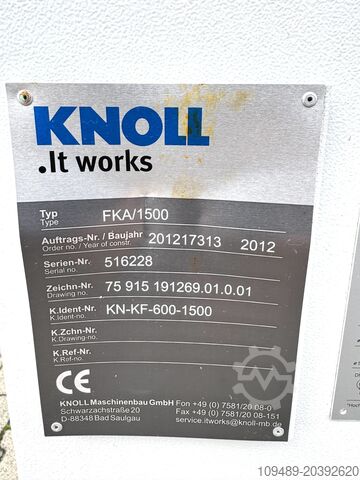 KNOLL
.It works
Typ FKA/1500
Type
Auftrags-Nr. / Baujahr 201217313 2012
Order no. / Year of constr.
Serien-Nr. 516228
Serial no.
Zeichn-Nr. 75 915 191269.01.0.01
Drawing no.
K.Ident-Nr. KN-KF-600-1500
K.Ident-no.
K.Zchn-Nr.
K.Drawing-no.
K.Ref-Nr.
K-Ref-no.
CE
KNOLL Maschinenbau GmbH Fon +49 (0) 7581/20 08-0
Schwarzachstraße 20 Fax +49 (0) 7581/20 08-151
D-88348 Bad Saulgau service.itworks@knoll-mb.de
109489-20392620